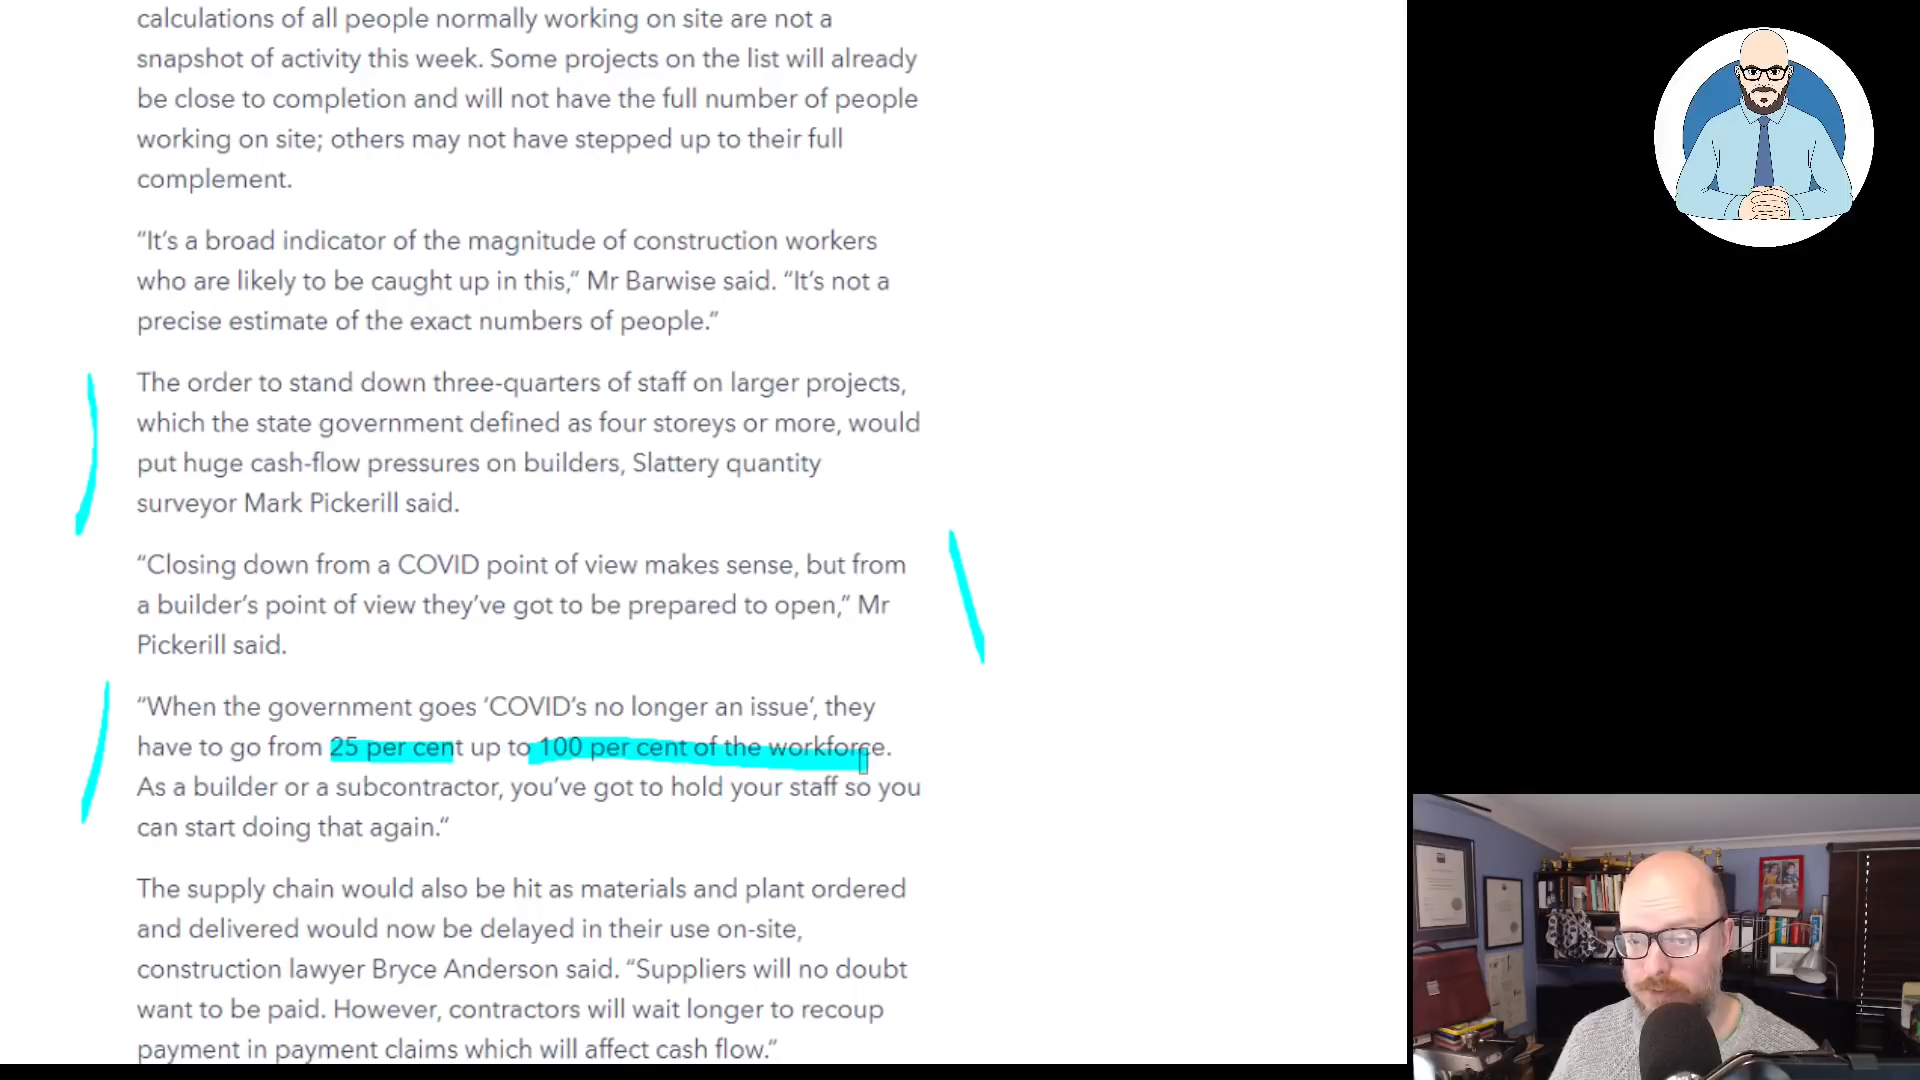 calculations of all people normally working on site are not a
snapshot of activity this week. Some projects on the list will already
be close to completion and will not have the full number of people
working on site; others may not have stepped up to their full
complement.
“It’s a broad indicator of the magnitude of construction workers
who are likely to be caught up in this,” Mr Barwise said. “It’s not a
precise estimate of the exact numbers of people.”
The order to stand down three-quarters of staff on larger projects,
which the state government defined as four storeys or more, would
put huge cash-flow pressures on builders, Slattery quantity
surveyor Mark Pickerill said.
“Closing down from a COVID point of view makes sense, but from
a builder’s point of view they’ve got to be prepared to open,” Mr
Pickerill said.
“When the government goes ‘COVID’s no longer an issue’, they
have to go from 25 per cent up to 100 per cent of the workforce.
As a builder or a subcontractor, you’ve got to hold your staff so you
can start doing that again.“
The supply chain would also be hit as materials and plant ordered
and delivered would now be delayed in their use on-site,
construction lawyer Bryce Anderson said. “Suppliers will no doubt
want to be paid. However, contractors will wait longer to recoup
payment in payment claims which will affect cash flow.”